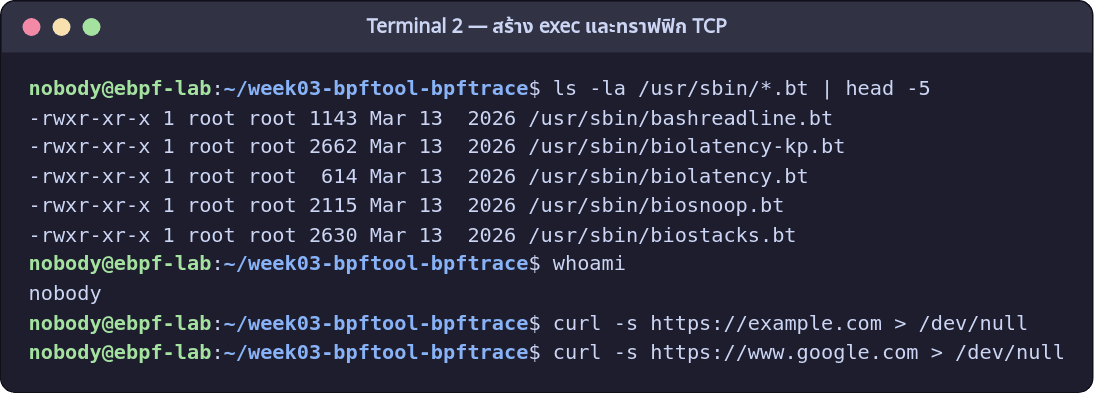 Terminal 2 — สร้าง exec และทราฟฟิก TCP
nobody@ebpf-lab:~/week03-bpftool-bpftrace$ ls -la /usr/sbin/*.bt | head -5
-rwxr-xr-x 1 root root 1143 Mar 13  2026 /usr/sbin/bashreadline.bt
-rwxr-xr-x 1 root root 2662 Mar 13  2026 /usr/sbin/biolatency-kp.bt
-rwxr-xr-x 1 root root  614 Mar 13  2026 /usr/sbin/biolatency.bt
-rwxr-xr-x 1 root root 2115 Mar 13  2026 /usr/sbin/biosnoop.bt
-rwxr-xr-x 1 root root 2630 Mar 13  2026 /usr/sbin/biostacks.bt
nobody@ebpf-lab:~/week03-bpftool-bpftrace$ whoami
nobody
nobody@ebpf-lab:~/week03-bpftool-bpftrace$ curl -s https://example.com > /dev/null
nobody@ebpf-lab:~/week03-bpftool-bpftrace$ curl -s https://www.google.com > /dev/null